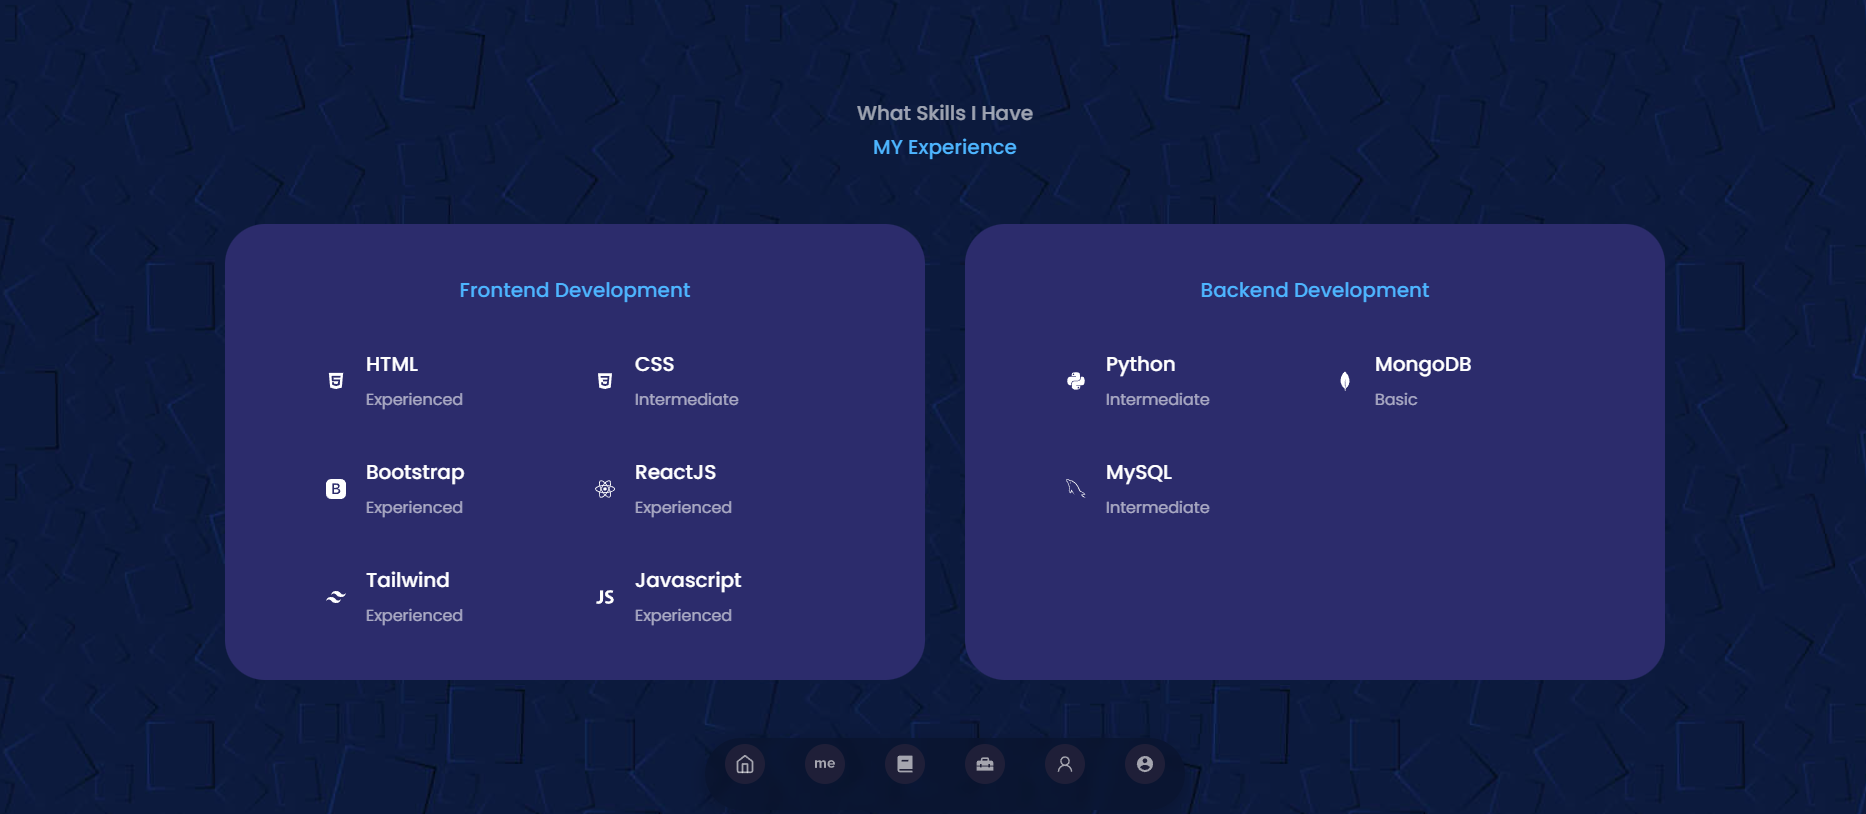 What Skills I Have
MY Experience
Frontend Development
HTML
Experienced
CSS
Intermediate
Bootstrap
Experienced
ReactJS
Experienced
Tailwind
Experienced
JS
Javascript
Experienced
Backend Development
Python
Intermediate
MongoDB
Basic
MySQL
Intermediate
me